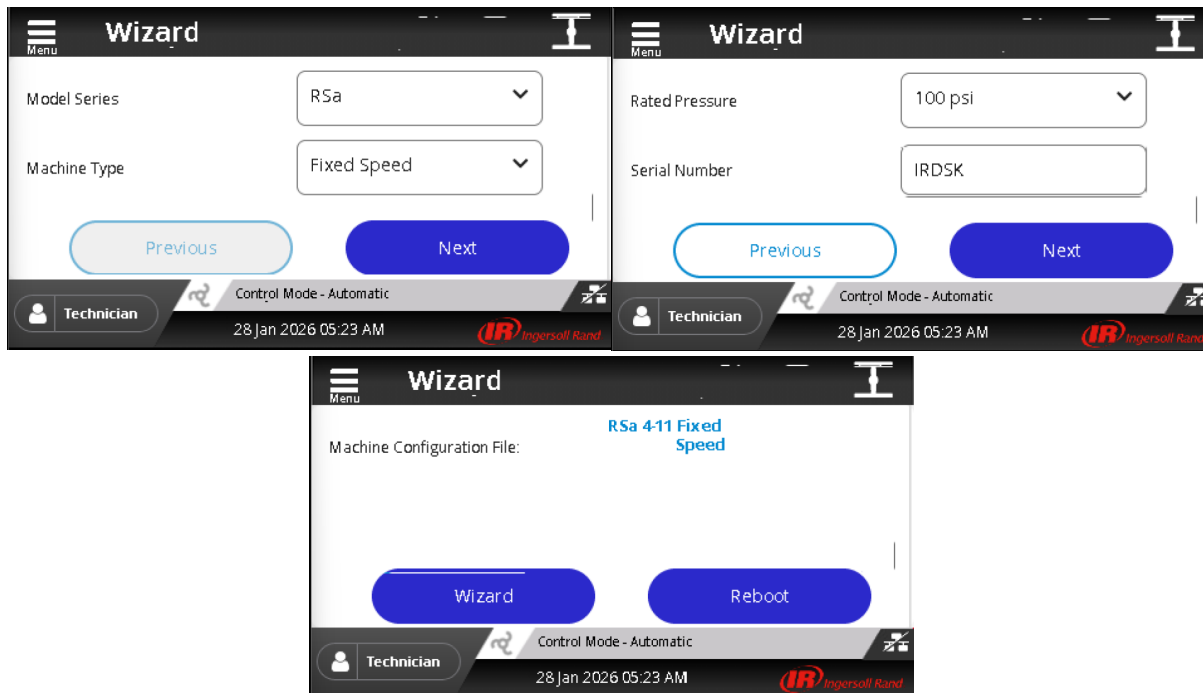 Menu
Wizard
Model Series
RSa
Machine Type
Fixed Speed
Previous
Next
Technician
Control Mode - Automatic
28 Jan 2026 05:23 AM
IR Ingersoll Rand
Menu
Wizard
Rated Pressure
100 psi
Serial Number
IRDSK
Previous
Next
Technician
Control Mode - Automatic
28 Jan 2026 05:23 AM
IR Ingersoll Rand
Menu
Wizard
Machine Configuration File:
RSa 4-11 Fixed
Speed
Wizard
Reboot
Technician
Control Mode - Automatic
28 Jan 2026 05:23 AM
IR Ingersoll Rand